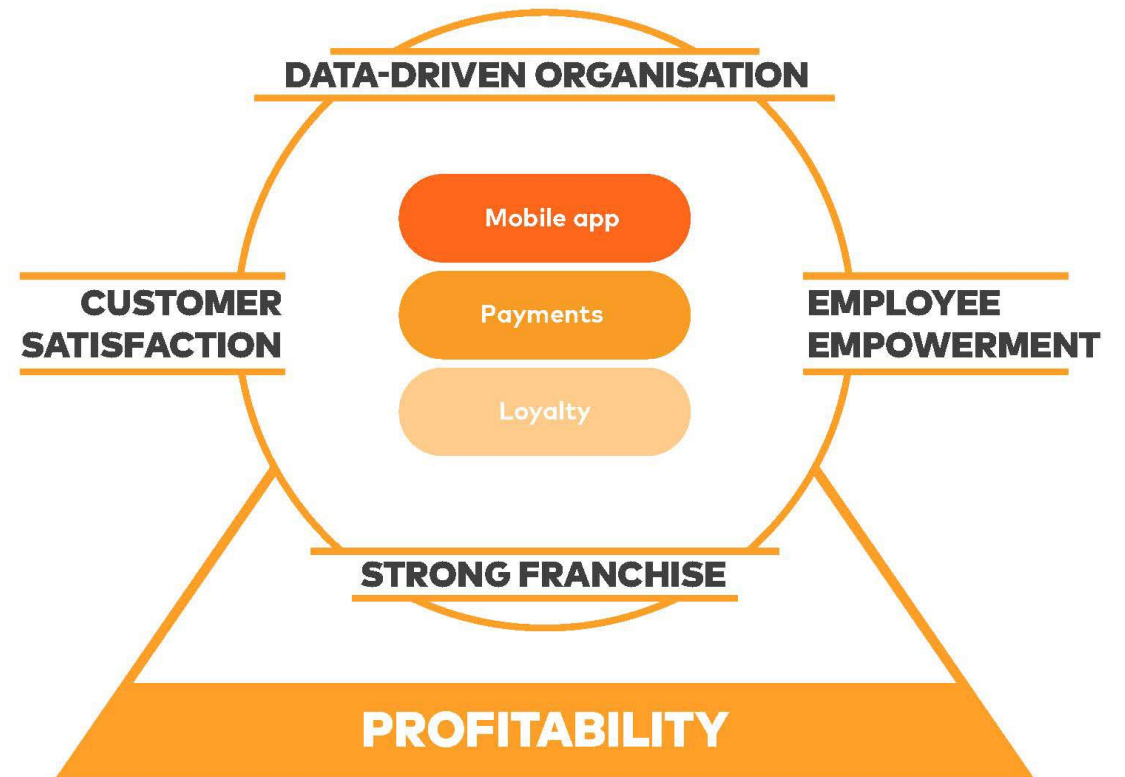 DATA-DRIVEN ORGANISATION
Mobile app
CUSTOMER
SATISFACTION
Payments
EMPLOYEE
EMPOWERMENT
Loyalty
STRONG FRANCHISE
PROFITABILITY